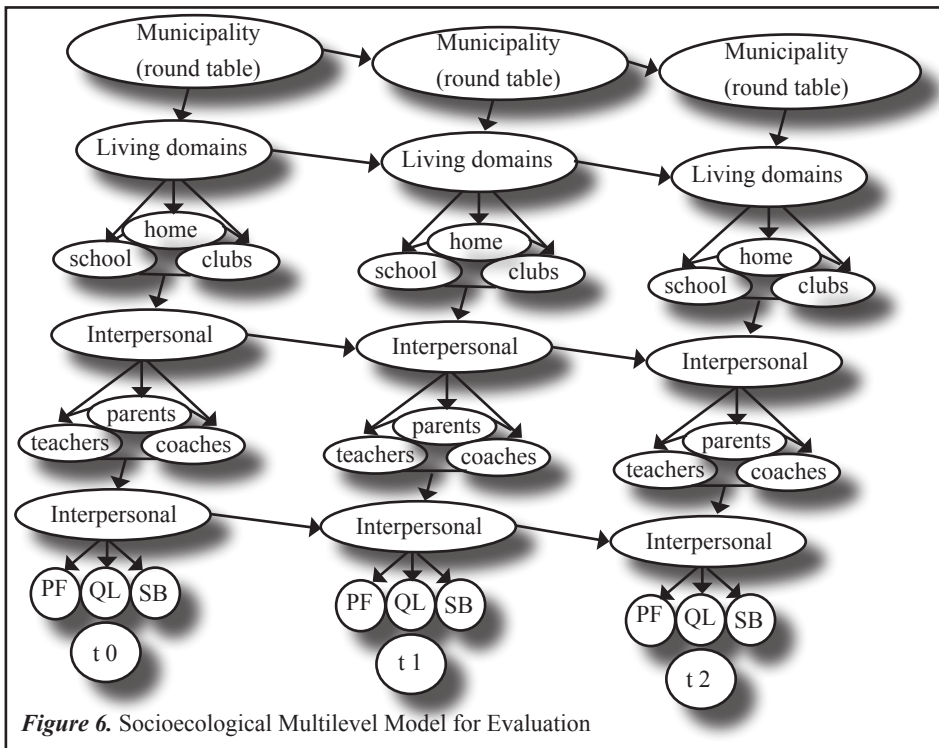 Municipality
(round table)
Municipality
(round table)
Municipality
(round table)
Living domains
Living domains
Living domains
home
school
clubs
home
school
clubs
home
school
clubs
Interpersonal
Interpersonal
Interpersonal
parents
teachers
coaches
parents
teachers
coaches
parents
teachers
coaches
Interpersonal
Interpersonal
Interpersonal
PF QL SB
PF QL SB
PF QL SB
t 0
t 1
t 2
Figure 6. Socioecological Multilevel Model for Evaluation